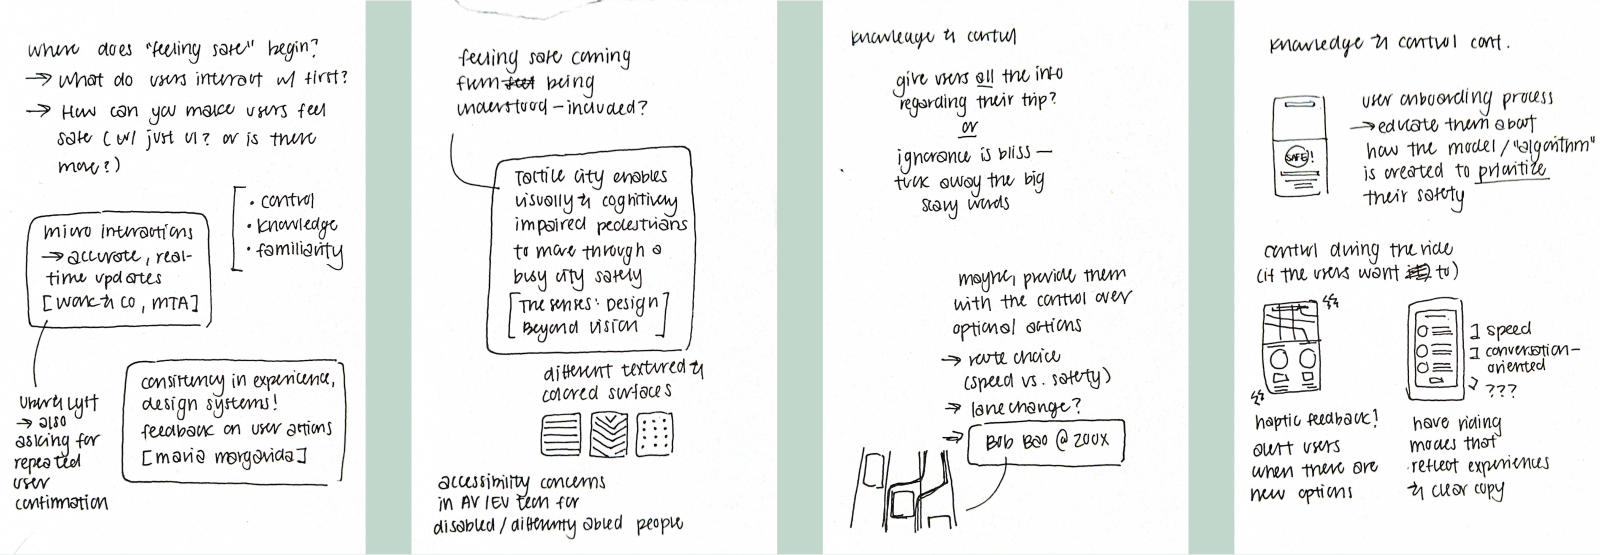 where does "feeling safe" begin?
→ What do users interact w/ first?
→ How can you make users feel
safe (w/ just UI? or is there
more?)
• control
• knowledge
• familiarity
micro interactions
→ accurate, real-
time updates
[Work & Co, MTA]
Uber & Lyft
→ also
asking for
repeated
user
confirmation
consistency in experience,
design systems!
feedback on user actions
[maria margarida]
feeling safe coming
from feel being
understood - included?
Tactile City enables
visually & cognitively
impaired pedestrians
to move through a
busy city safely
[The Senses: Design
Beyond Vision]
different textured &
colored surfaces
accessibility concerns
in AV/EV tech for
disabled/differently abled people
knowledge & control
give users all the info
regarding their trip?
or
ignorance is bliss —
tuck away the big
scary words
maybe, provide them
with the control over
optional actions
→ route choice
(speed vs. safety)
→ lane change?
→ Bob Bao @ ZOOX
knowledge & control cont.
SAFE!
user onboarding process
→ educate them about
how the model/"algorithm"
is created to prioritize
their safety
control during the ride
(if the users want to)
speed
conversation-
oriented
???
haptic feedback!
alert users
when there are
new options
have riding
modes that
reflect experiences
& clear copy